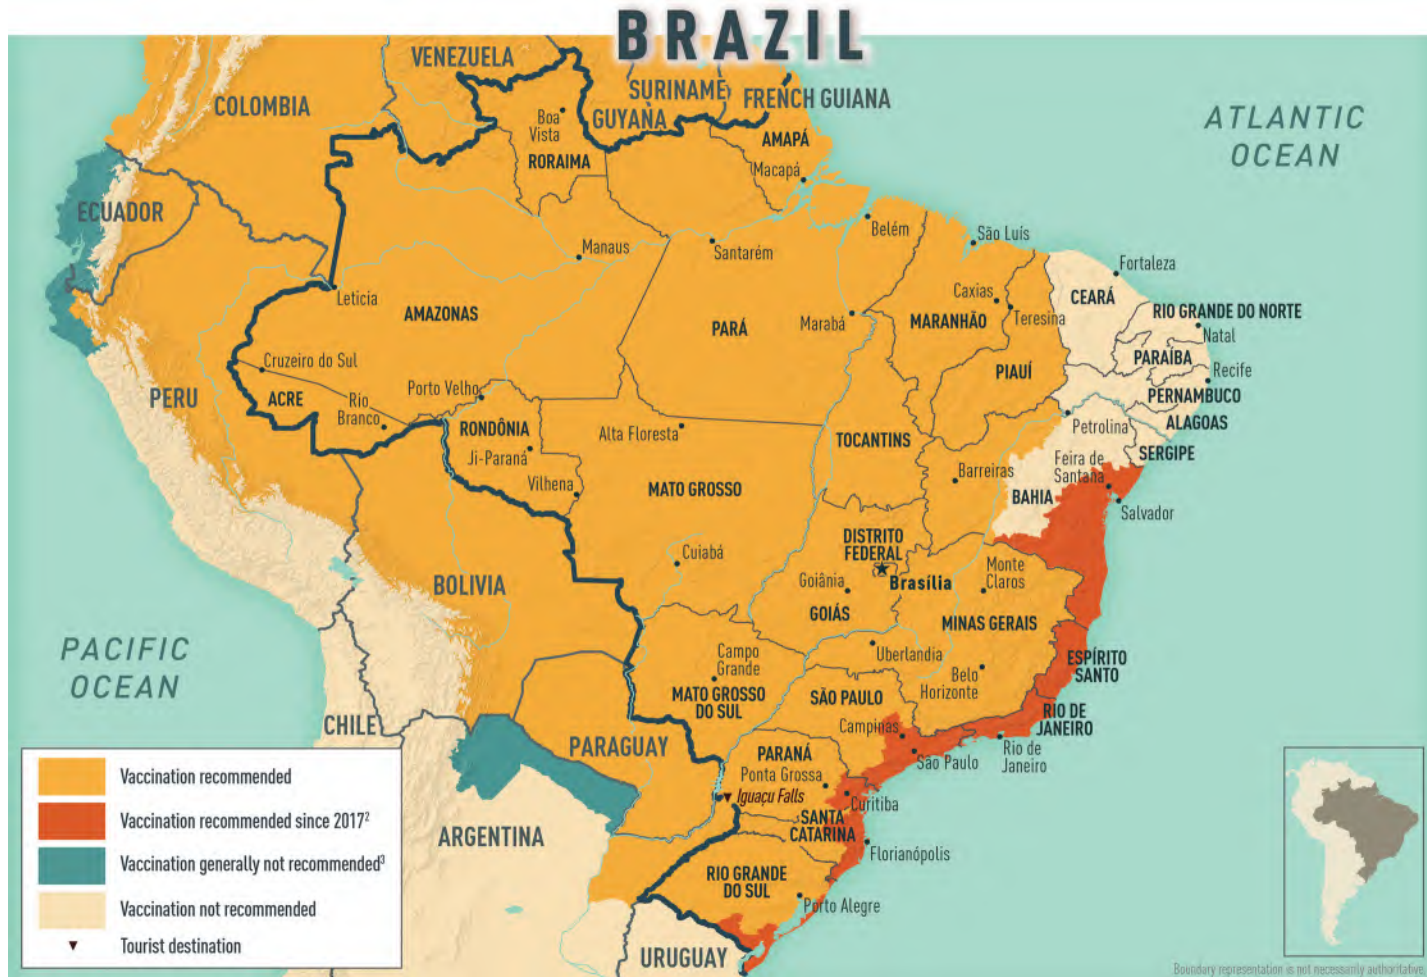 BRAZIL
VENEZUELA
COLOMBIA
SURINAME
FRENCH GUIANA
GUYANA
ATLANTIC
OCEAN
Boa
Vista
RORAIMA
AMAPÁ
Macapá
ECUADOR
Belém
São Luís
Manaus
Santarém
Fortaleza
Leticia
AMAZONAS
PARÁ
Marabá
Caxias
MARANHÃO
Teresina
CEARÁ
RIO GRANDE DO NORTE
Natal
PARAÍBA
Recife
PERNAMBUCO
PIAUÍ
Cruzeiro do Sul
PERU
ACRE
Rio
Branco
Porto Velho
RONDÔNIA
Ji-Paraná
Vilhena
Alta Floresta
MATO GROSSO
TOCANTINS
Petrolina
ALAGOAS
SERGIPE
Barreiras
Feira de
Santana
BAHIA
Salvador
DISTRITO
FEDERAL
Brasília
Cuiabá
Goiânia
GOIÁS
Monte
Claros
MINAS GERAIS
BOLIVIA
PACIFIC
OCEAN
Campo
Grande
MATO GROSSO
DO SUL
Uberlandia
Belo
Horizonte
ESPÍRITO
SANTO
SÃO PAULO
RIO DE
JANEIRO
Campinas
São Paulo
Rio de
Janeiro
CHILE
PARAGUAY
PARANÁ
Ponta Grossa
Iguaçu Falls
Curitiba
SANTA
CATARINA
Florianópolis
ARGENTINA
RIO GRANDE
DO SUL
Porto Alegre
URUGUAY
Vaccination recommended
Vaccination recommended since 2017²
Vaccination generally not recommended³
Vaccination not recommended
Tourist destination
Boundary representation is not necessarily authoritative.